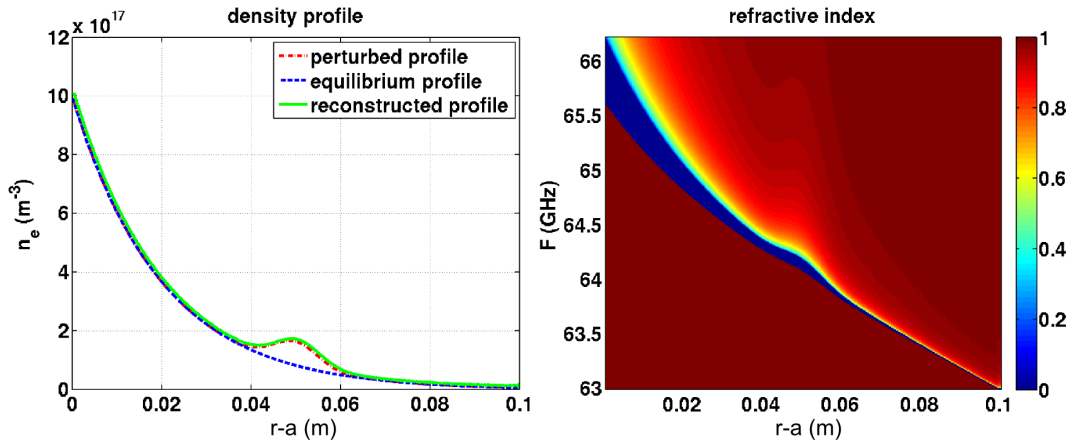 density profile
x 10^17
12
10
8
6
4
2
0
n_e (m^-3)
perturbed profile
equilibrium profile
reconstructed profile
0 0.02 0.04 0.06 0.08 0.1
r-a (m)
refractive index
66
65.5
65
64.5
64
63.5
63
F (GHz)
0.02 0.04 0.06 0.08 0.1
r-a (m)
1
0.8
0.6
0.4
0.2
0